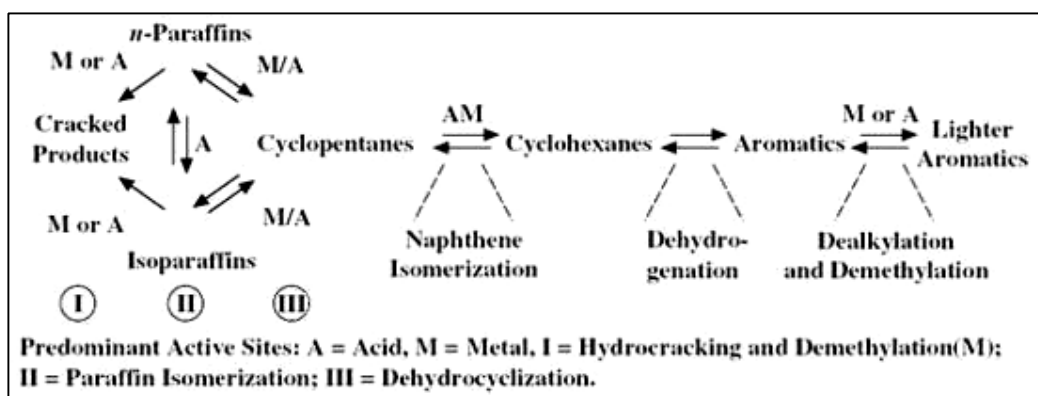 n-Paraffins
M or A
M/A
Cracked
Products
A
Cyclopentanes
AM
Cyclohexanes
Aromatics
M or A
Lighter
Aromatics
M or A
M/A
Isoparaffins
Naphthene
Isomerization
Dehydro-
genation
Dealkylation
and Demethylation
I
II
III
Predominant Active Sites: A = Acid, M = Metal, I = Hydrocracking and Demethylation(M);
II = Paraffin Isomerization; III = Dehydrocyclization.